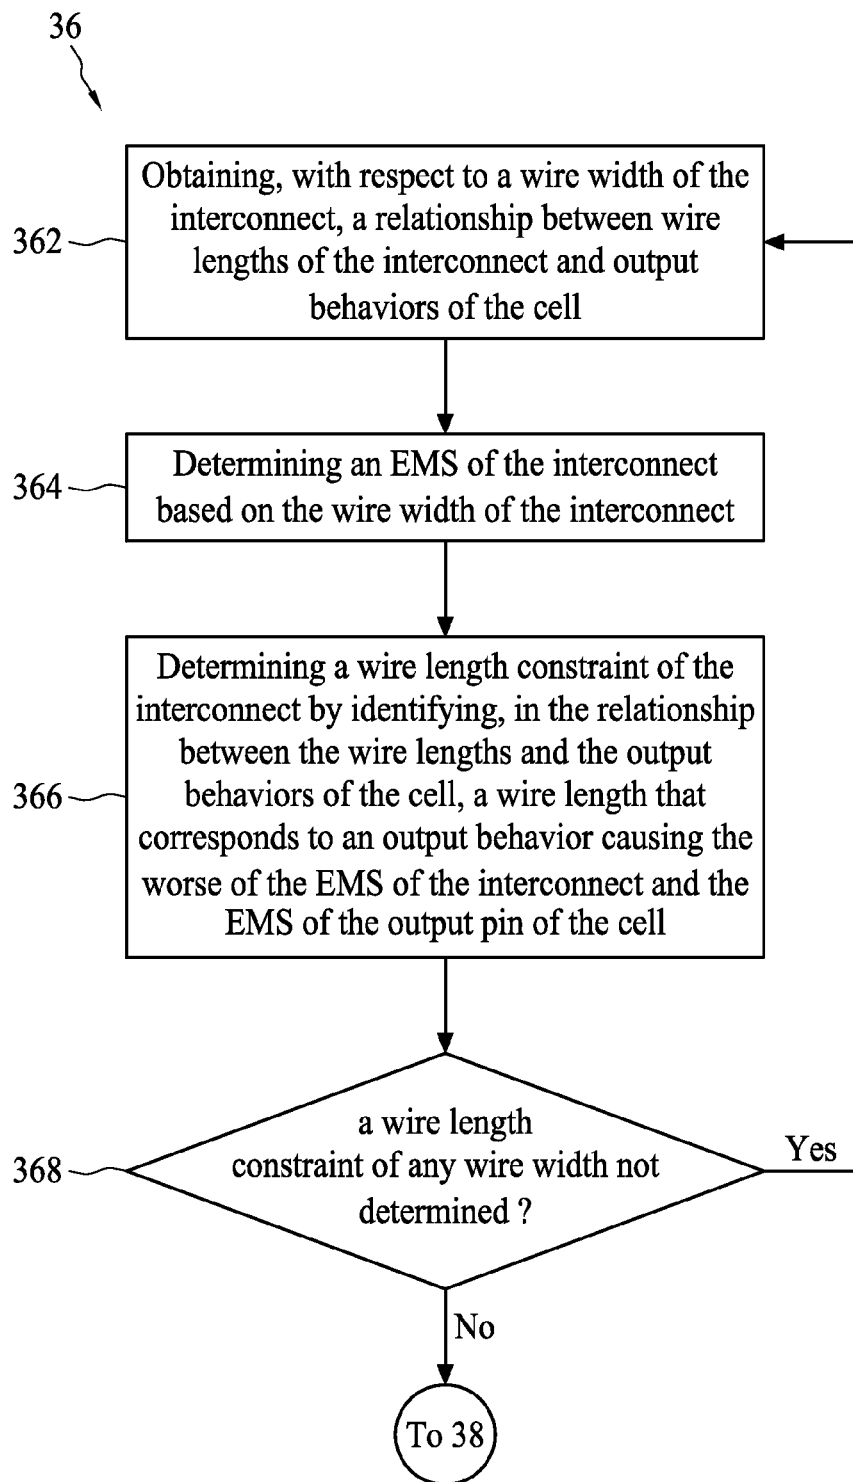 36
362
Obtaining, with respect to a wire width of the
interconnect, a relationship between wire
lengths of the interconnect and output
behaviors of the cell
364
Determining an EMS of the interconnect
based on the wire width of the interconnect
366
Determining a wire length constraint of the
interconnect by identifying, in the relationship
between the wire lengths and the output
behaviors of the cell, a wire length that
corresponds to an output behavior causing the
worse of the EMS of the interconnect and the
EMS of the output pin of the cell
368
a wire length
constraint of any wire width not
determined ?
Yes
No
To 38